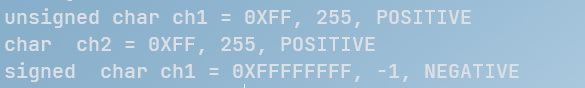 unsigned char ch1 = 0XFF, 255, POSITIVE
char  ch2 = 0XFF, 255, POSITIVE
signed  char ch1 = 0XFFFFFFFF, -1, NEGATIVE